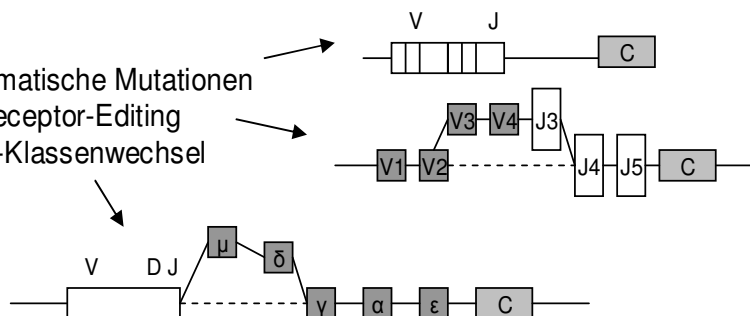 V J
C
matische Mutationen
eceptor-Editing
-Klassenwechsel
V3 V4 J3
V1 V2 J4 J5 C
μ
δ
V D J
γ α ε C